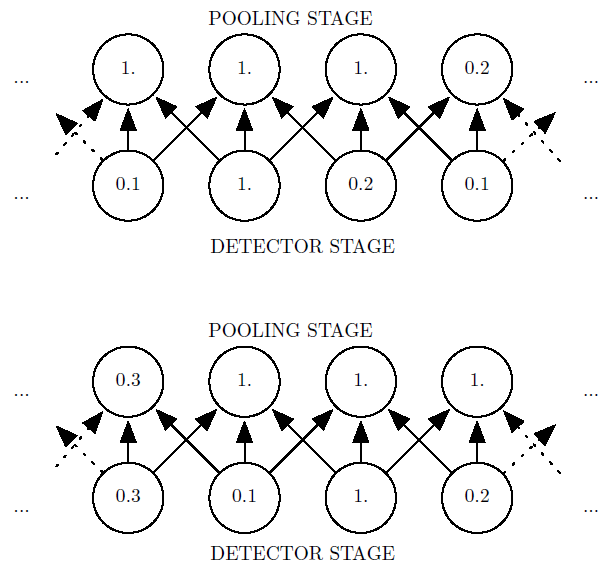 POOLING STAGE
... 1. 1. 1. 0.2 ...
... 0.1 1. 0.2 0.1 ...
DETECTOR STAGE
POOLING STAGE
... 0.3 1. 1. 1. ...
... 0.3 0.1 1. 0.2 ...
DETECTOR STAGE